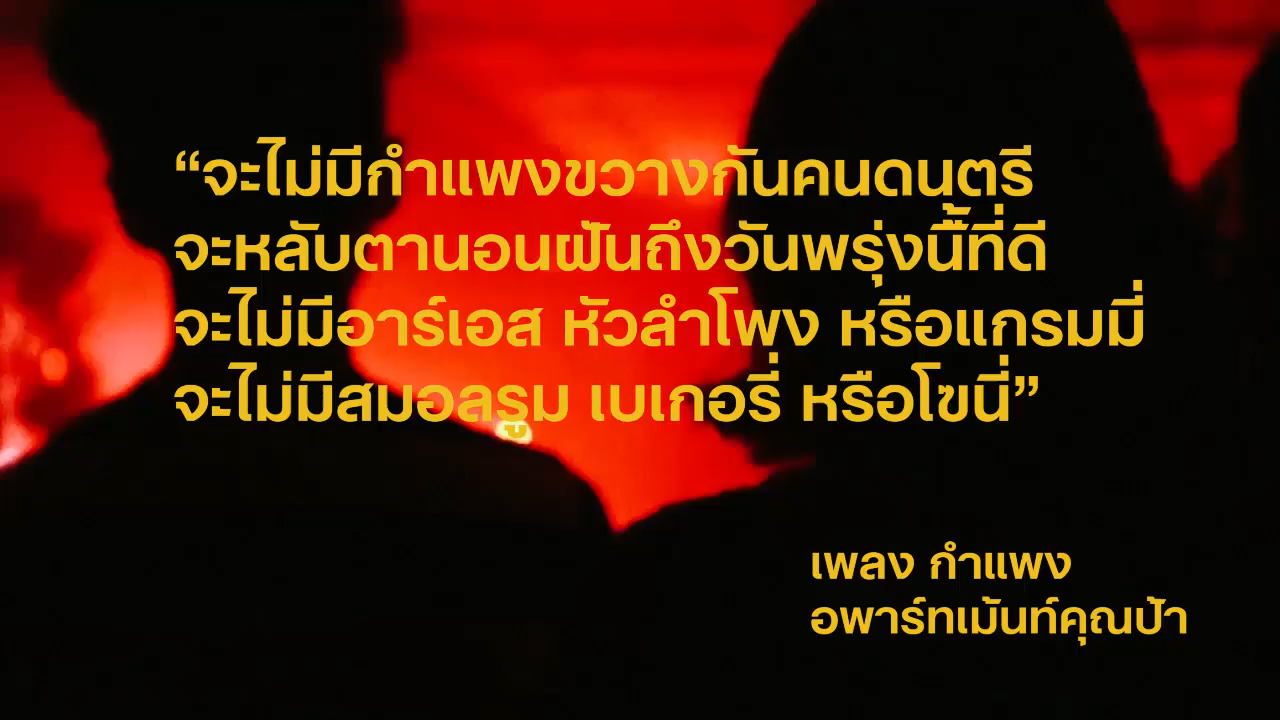 “จะไม่มีกำแพงขวางกันคนดนตรี
จะหลับตานอนฝันถึงวันพรุ่งนี้ที่ดี
จะไม่มีอาร์เอส หัวลำโพง หรือแกรมมี่
จะไม่มีสมอลรูม เบเกอรี่ หรือโซนี่”
เพลง กำแพง
อพาร์ทเม้นท์คุณป้า